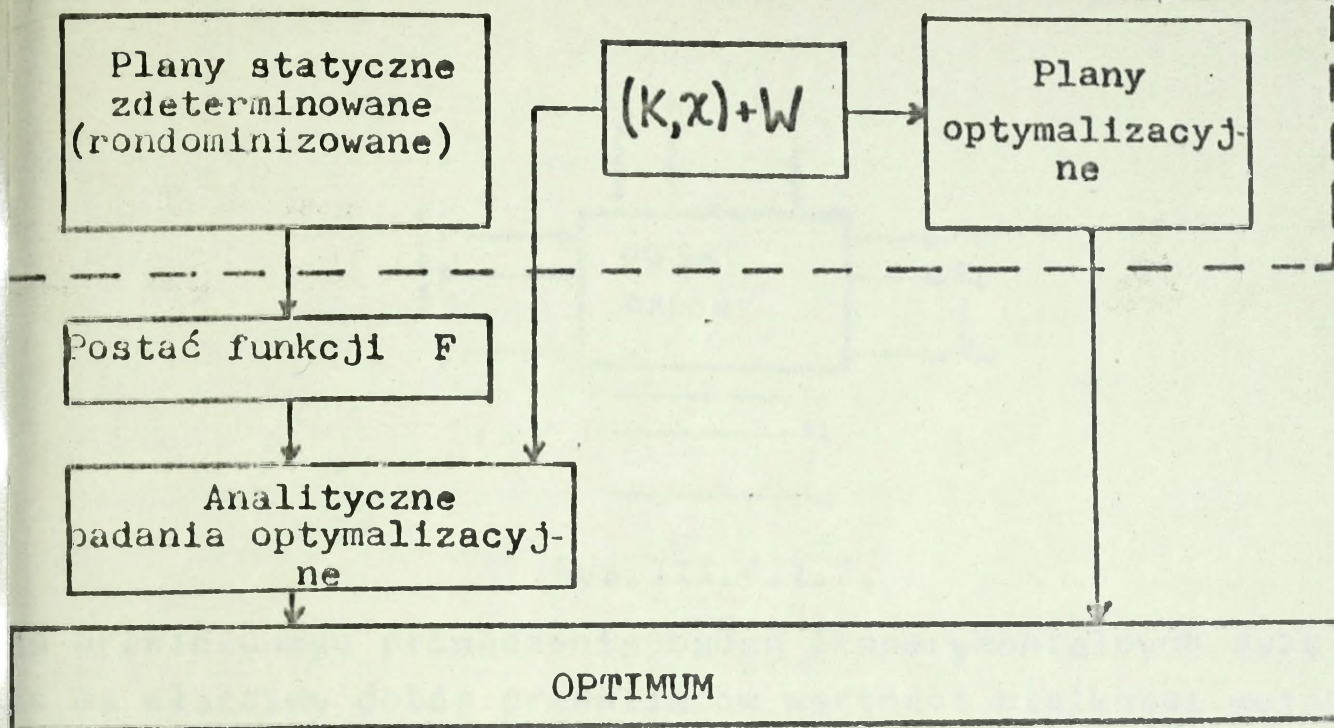 Plany statyczne
zdeterminowane
(rondominizowane)
(K,x)+W
Plany
optymalizacyj-
ne
Postać funkcji F
Analityczne
badania optymalizacyj-
ne
OPTIMUM